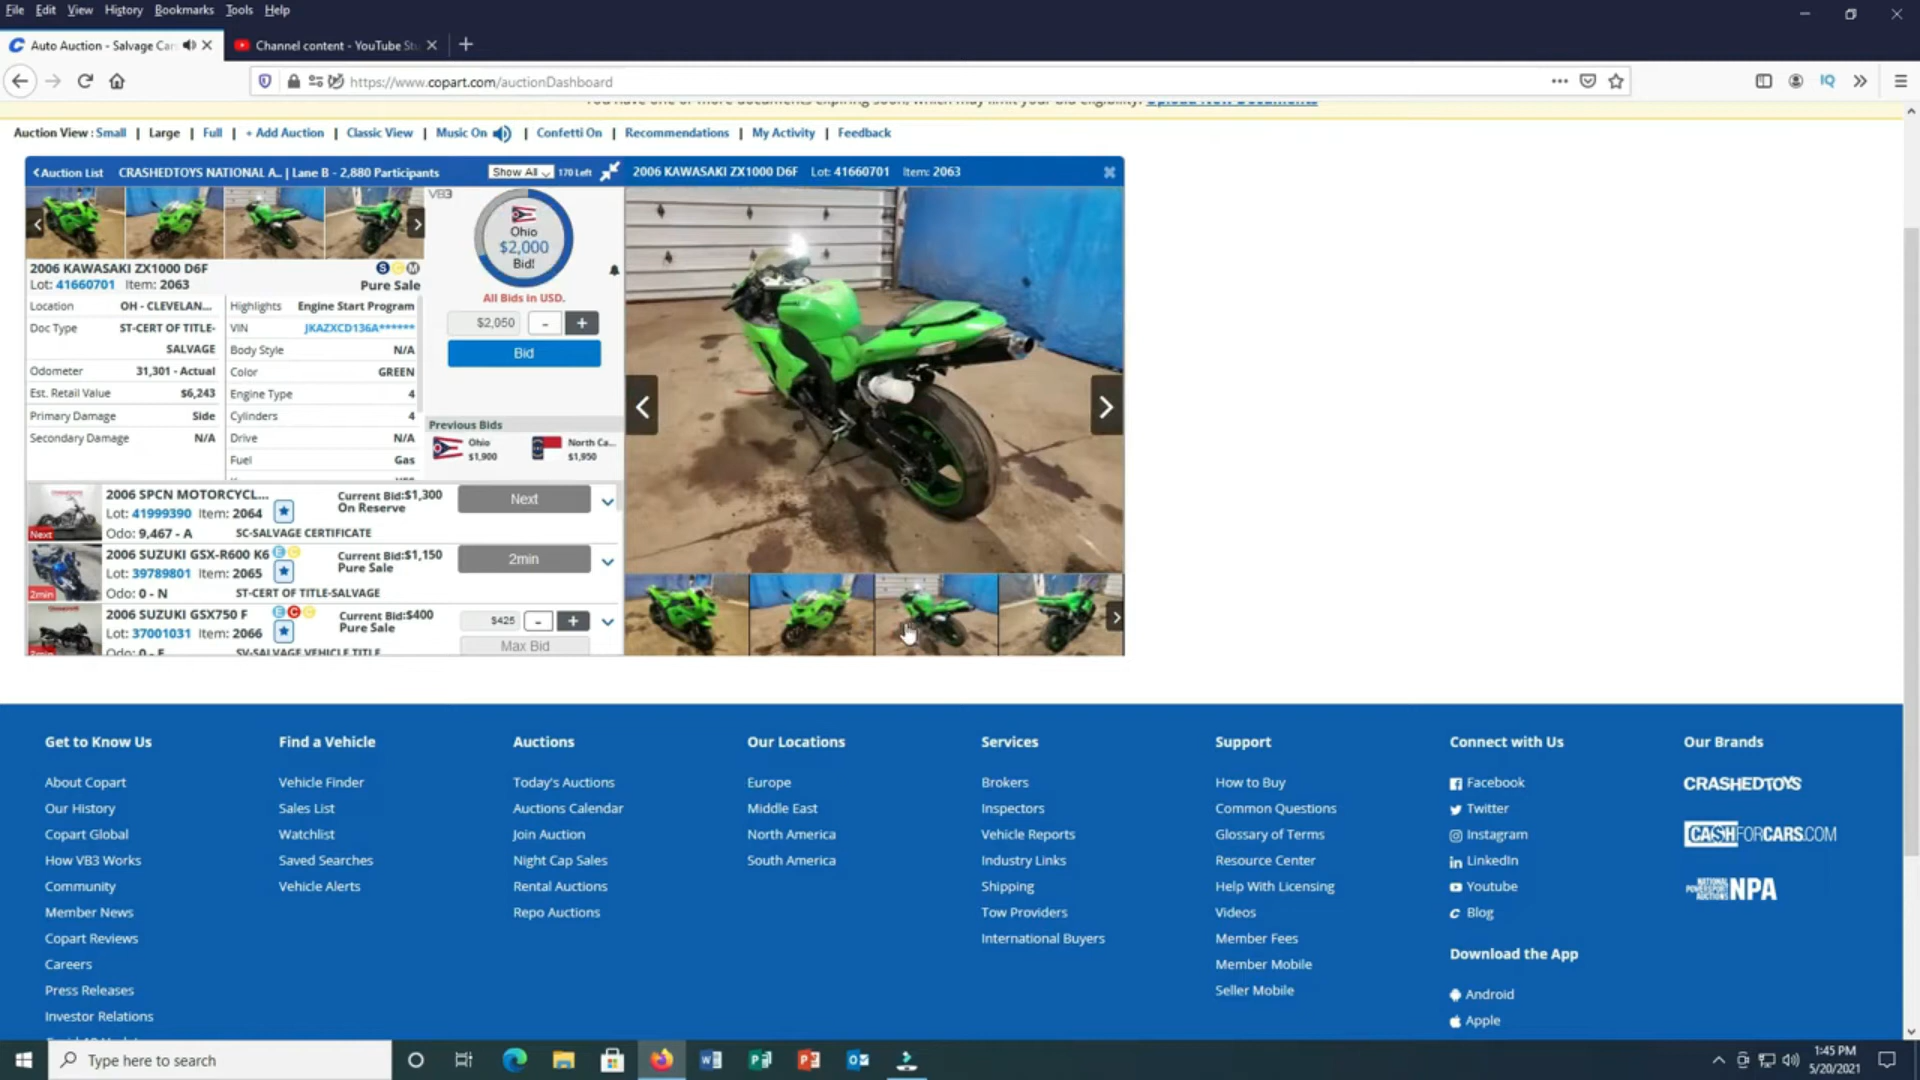 File Edit View History Bookmarks Tools Help
Auto Auction - Salvage Car
Channel content - YouTube St
https://www.copart.com/auctionDashboard
Auction View : Small | Large | Full | + Add Auction | Classic View | Music On | Confetti On | Recommendations | My Activity | Feedback
Auction List CRASHEDTOYS NATIONAL A.. | Lane B - 2,880 Participants Show All 170 Left
2006 KAWASAKI ZX1000 D6F Lot: 41660701 Item: 2063
VB3
Ohio
$2,000
Bid!
All Bids in USD.
$2,050 - +
Bid
2006 KAWASAKI ZX1000 D6F S C M
Lot: 41660701 Item: 2063 Pure Sale
Location OH - CLEVELAN...
Doc Type ST-CERT OF TITLE-
SALVAGE
Odometer 31,301 - Actual
Est. Retail Value $6,243
Primary Damage Side
Secondary Damage N/A
Highlights Engine Start Program
VIN JKAZXCD136A******
Body Style N/A
Color GREEN
Engine Type 4
Cylinders 4
Drive N/A
Fuel Gas
Previous Bids
Ohio
$1,900
North Ca...
$1,950
2006 SPCN MOTORCYCL...
Lot: 41999390 Item: 2064
Odo: 9,467 - A SC-SALVAGE CERTIFICATE
Current Bid:$1,300
On Reserve
Next
Next
2006 SUZUKI GSX-R600 K6 E C
Lot: 39789801 Item: 2065
Odo: 0 - N ST-CERT OF TITLE-SALVAGE
Current Bid:$1,150
Pure Sale
2min
2min
2006 SUZUKI GSX750 F E C C
Lot: 37001031 Item: 2066
Odo: 0 - E SV-SALVAGE VEHICLE TITLE
Current Bid:$400
Pure Sale
$425 - +
Max Bid
2min
Get to Know Us
About Copart
Our History
Copart Global
How VB3 Works
Community
Member News
Copart Reviews
Careers
Press Releases
Investor Relations
Find a Vehicle
Vehicle Finder
Sales List
Watchlist
Saved Searches
Vehicle Alerts
Auctions
Today's Auctions
Auctions Calendar
Join Auction
Night Cap Sales
Rental Auctions
Repo Auctions
Our Locations
Europe
Middle East
North America
South America
Services
Brokers
Inspectors
Vehicle Reports
Industry Links
Shipping
Tow Providers
International Buyers
Support
How to Buy
Common Questions
Glossary of Terms
Resource Center
Help With Licensing
Videos
Member Fees
Member Mobile
Seller Mobile
Connect with Us
Facebook
Twitter
Instagram
LinkedIn
Youtube
Blog
Download the App
Android
Apple
Our Brands
CRASHEDTOYS
CASHFORCARS.COM
NATIONAL POWERSPORT AUCTIONS NPA
Type here to search
1:45 PM
5/20/2021